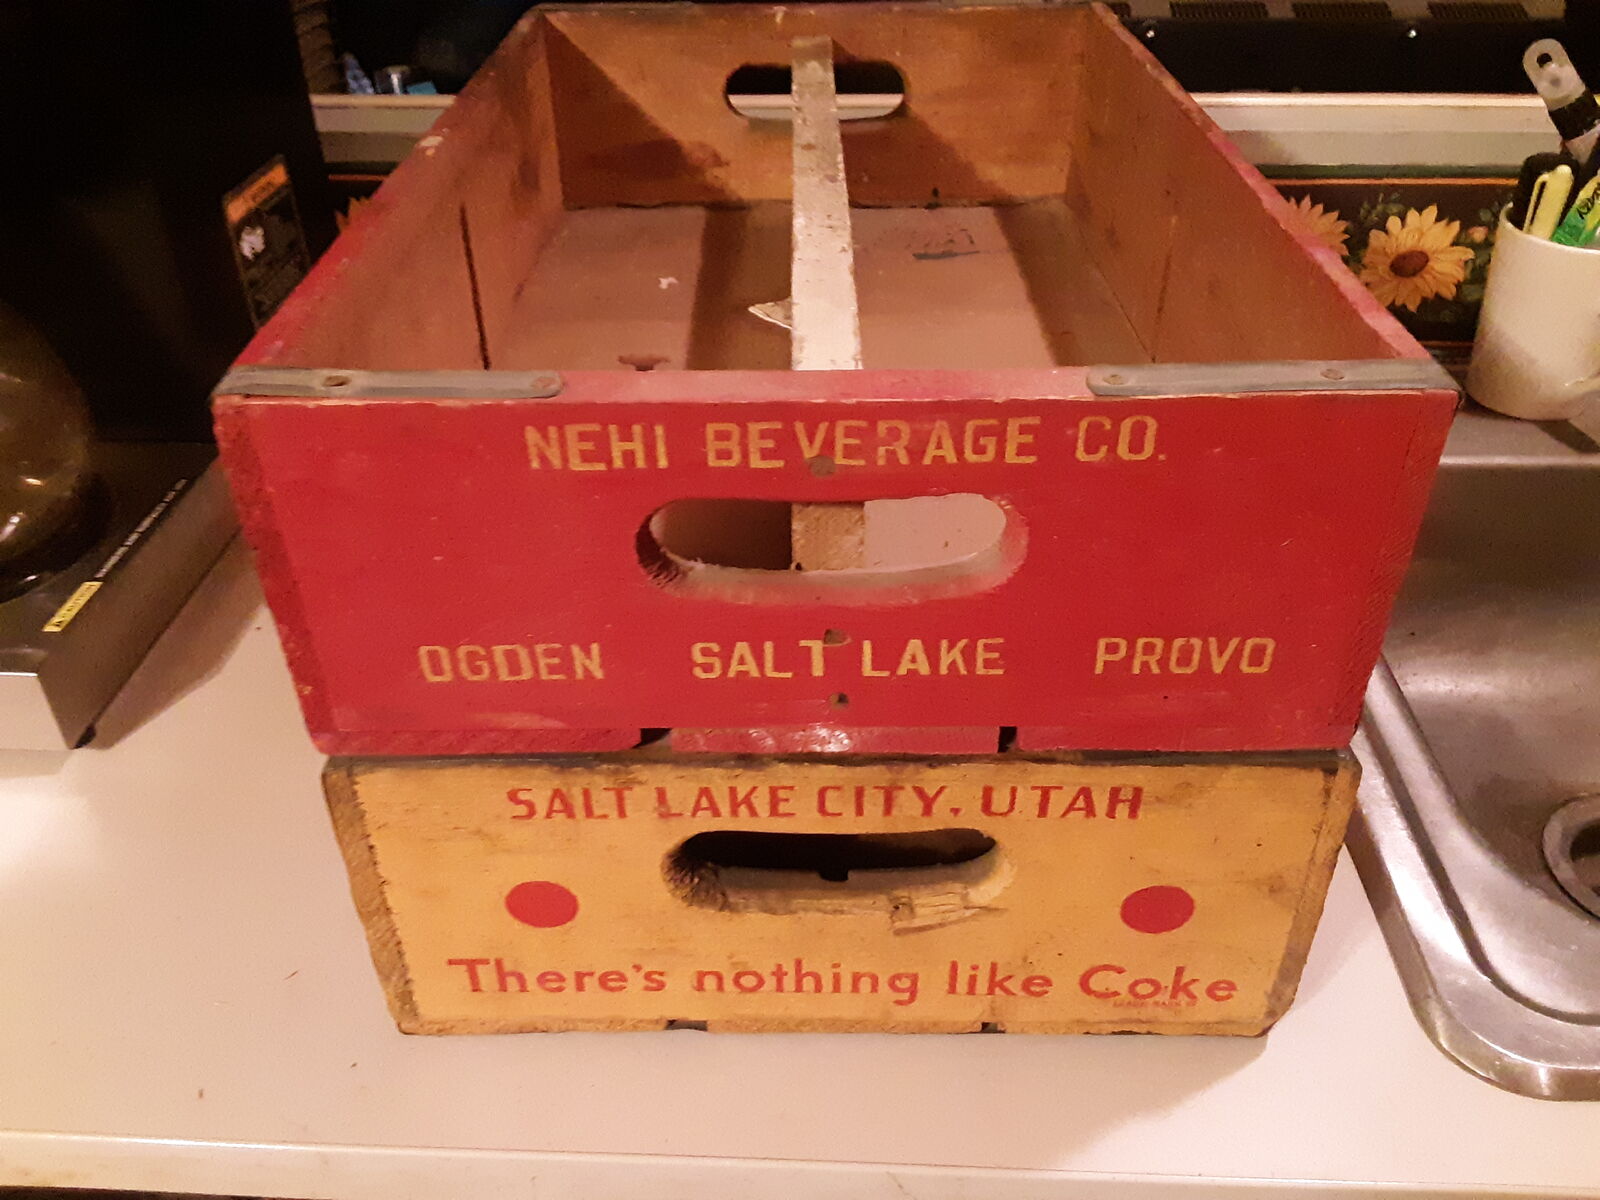 NEHI BEVERAGE CO.
OGDEN SALT LAKE PROVO
SALT LAKE CITY, UTAH
There's nothing like Coke